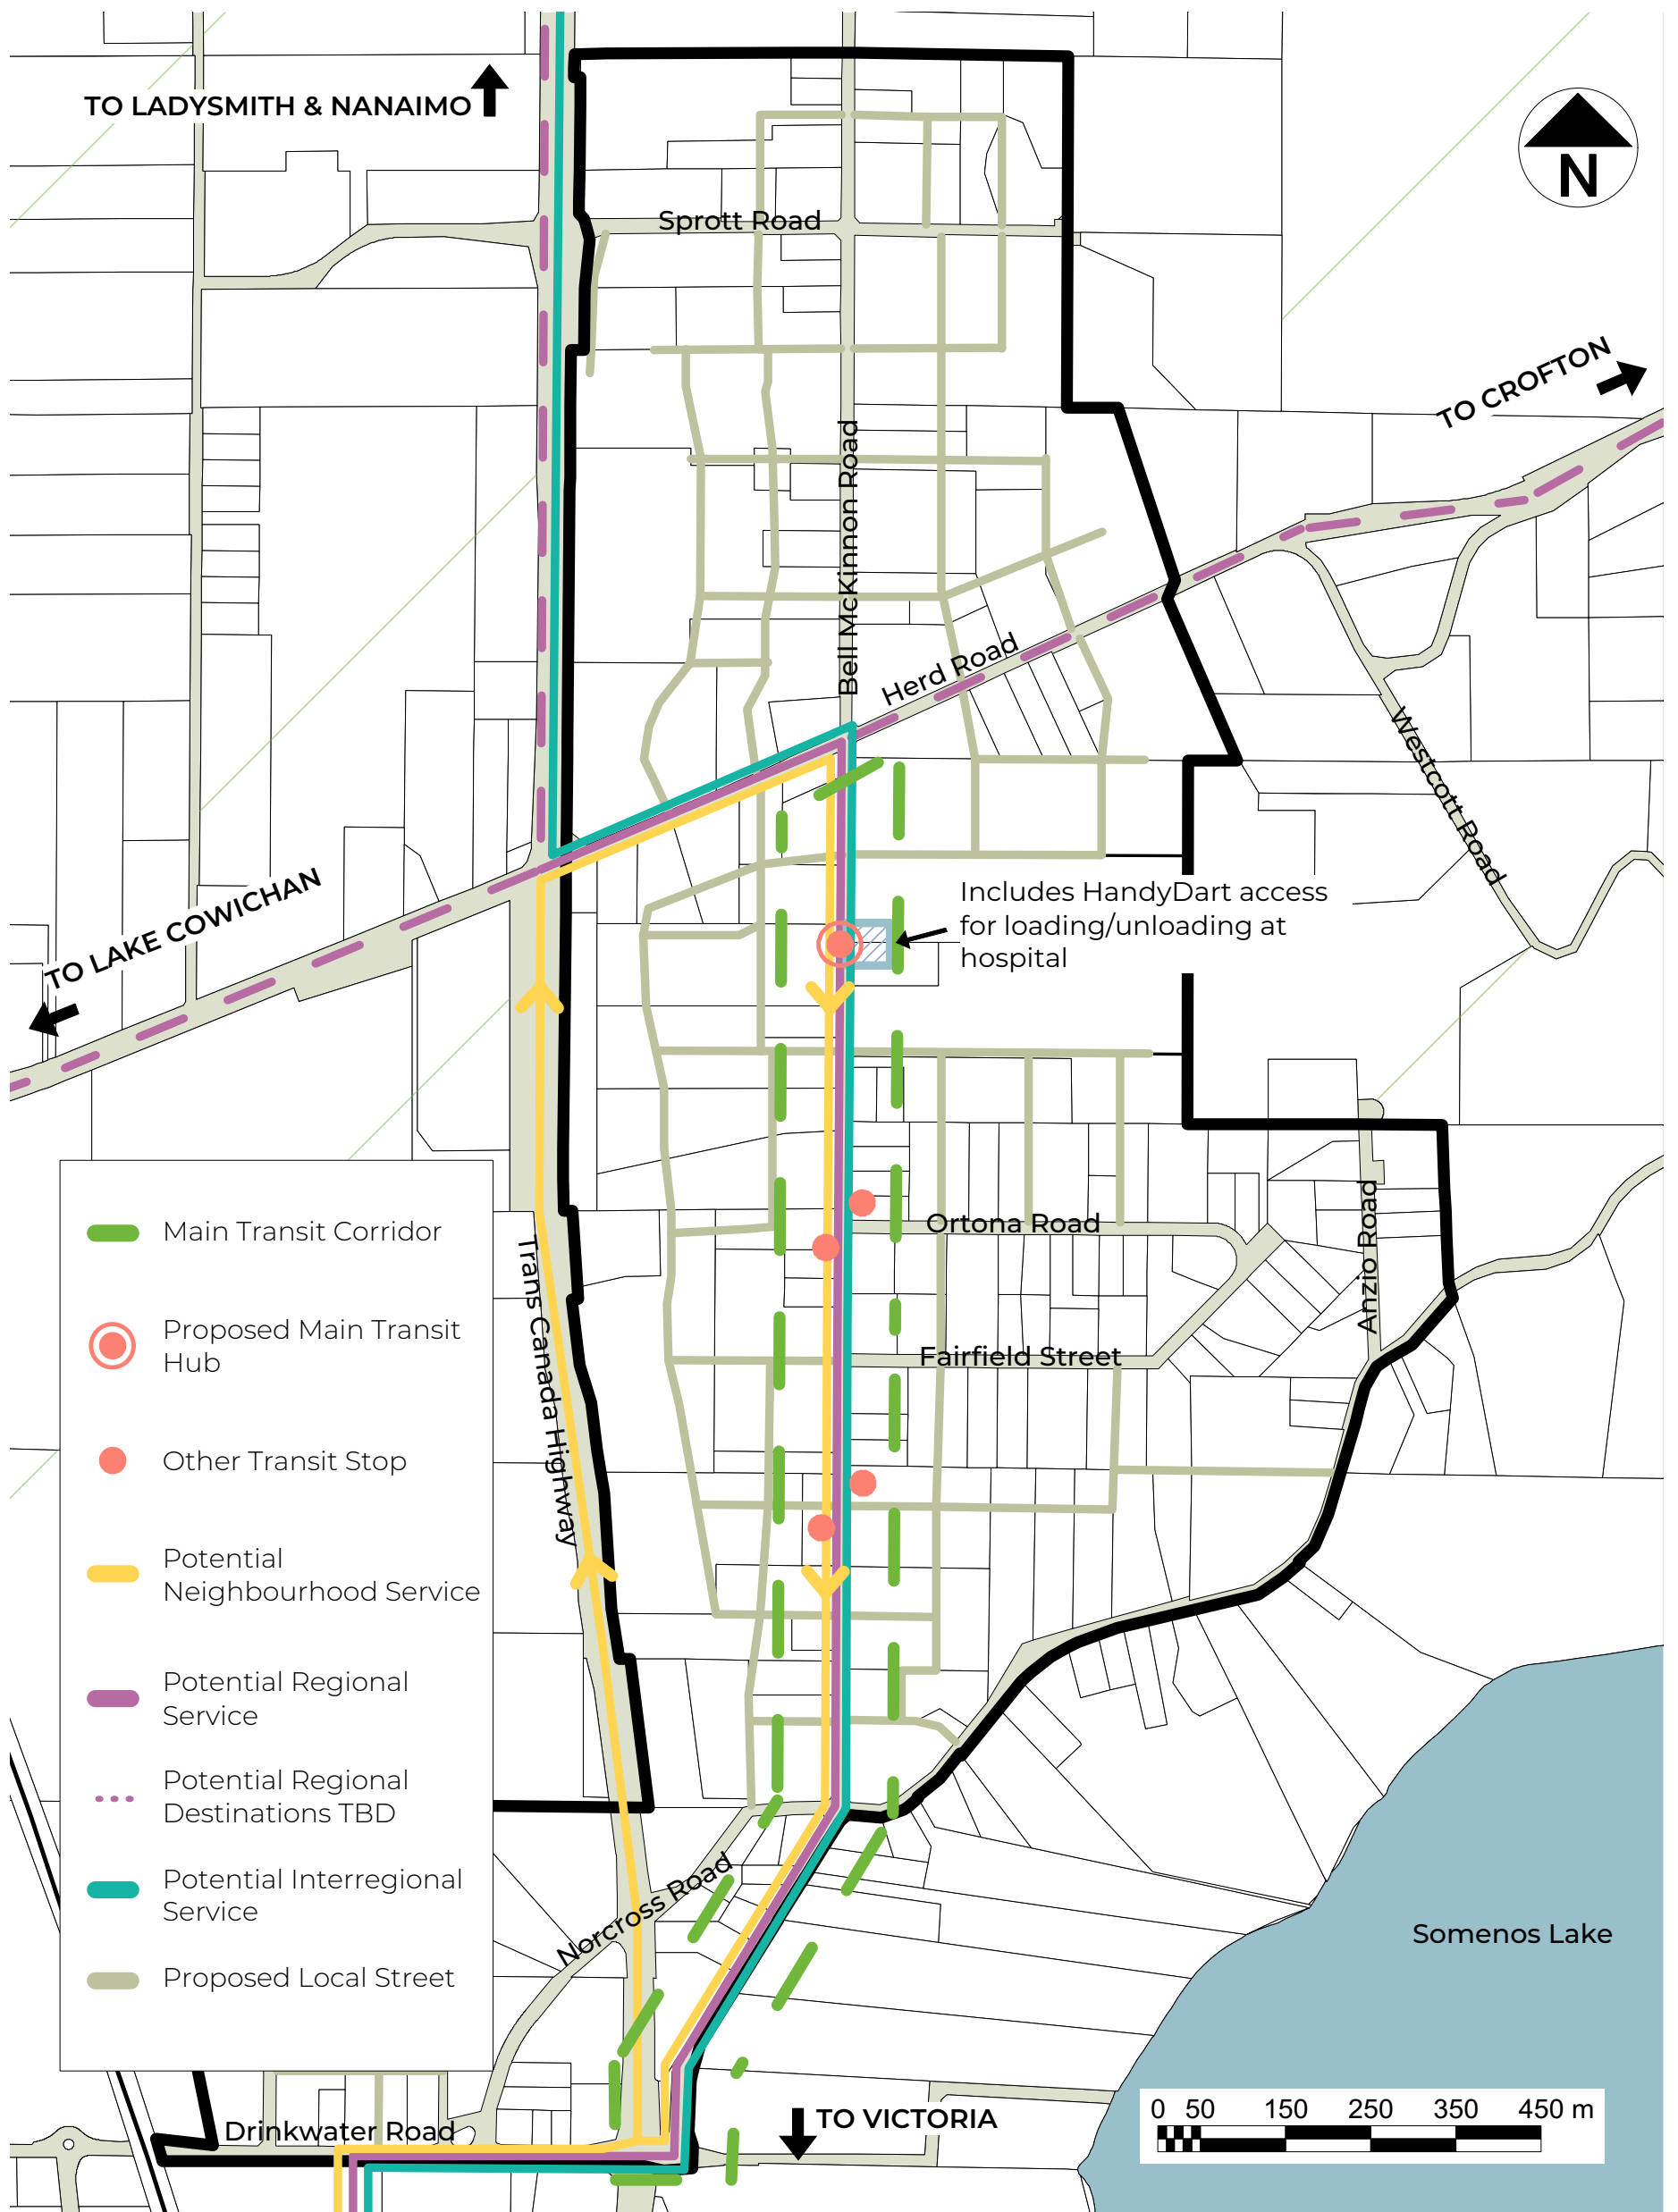 TO LADYSMITH & NANAIMO
N
Sprott Road
TO CROFTON
Bell McKinnon Road
Herd Road
Westcott Road
TO LAKE COWICHAN
Includes HandyDart access
for loading/unloading at
hospital
Ortona Road
Anzio Road
Fairfield Street
Trans Canada Highway
Main Transit Corridor
Proposed Main Transit
Hub
Other Transit Stop
Potential
Neighbourhood Service
Potential Regional
Service
Potential Regional
Destinations TBD
Potential Interregional
Service
Proposed Local Street
Norcross Road
Somenos Lake
Drinkwater Road
TO VICTORIA
0 50 150 250 350 450 m